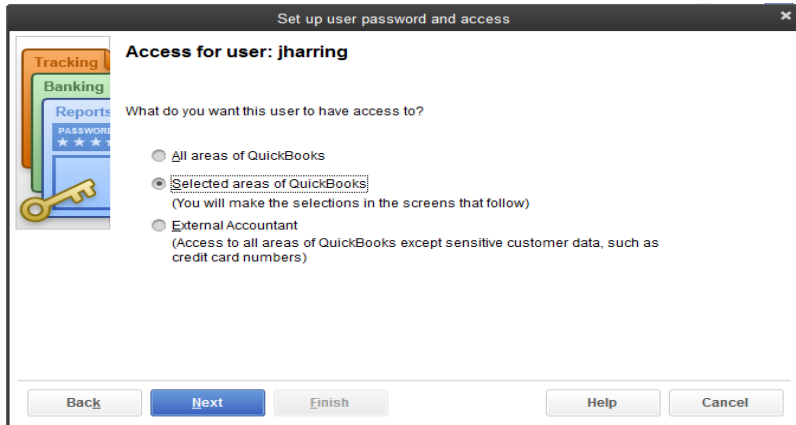 Set up user password and access
Access for user: jharring
Tracking
Banking
Reports
PASSWOR
What do you want this user to have access to?
All areas of QuickBooks
Selected areas of QuickBooks
(You will make the selections in the screens that follow)
External Accountant
(Access to all areas of QuickBooks except sensitive customer data, such as
credit card numbers)
Back
Next
Finish
Help
Cancel